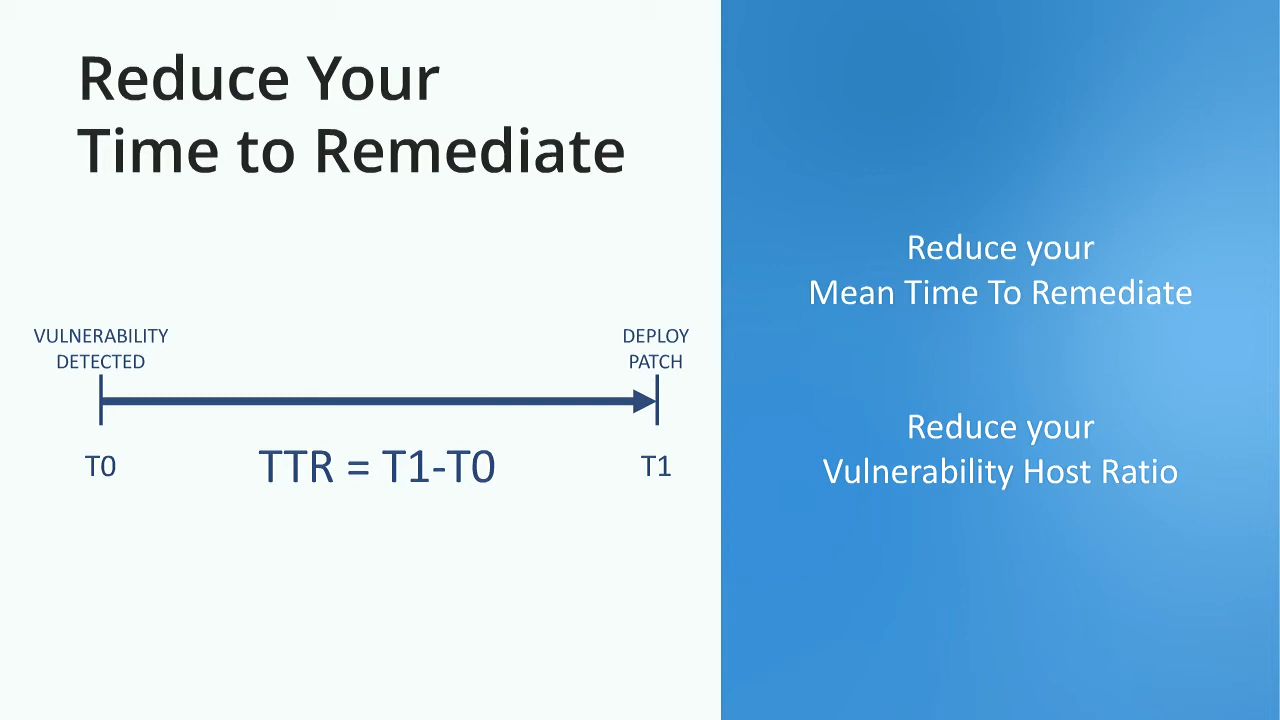 Reduce Your
Time to Remediate
VULNERABILITY
DETECTED
DEPLOY
PATCH
T0
TTR = T1-T0
T1
Reduce your
Mean Time To Remediate
Reduce your
Vulnerability Host Ratio